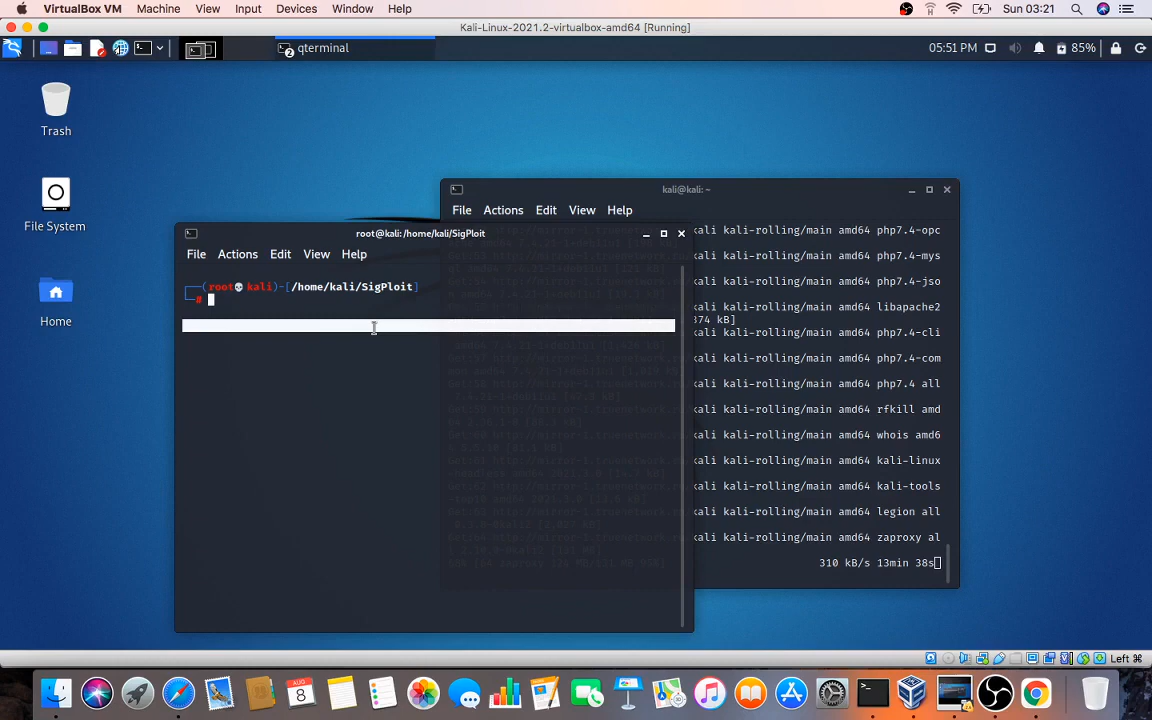 VirtualBox VM Machine View Input Devices Window Help Sun 03:21
Kali-Linux-2021.2-virtualbox-amd64 [Running]
qterminal 05:51 PM 85%
Trash
File System
Home
kali@kali: ~
File Actions Edit View Help
kali kali-rolling/main amd64 php7.4-opc
kali kali-rolling/main amd64 php7.4-mys
kali kali-rolling/main amd64 php7.4-jso
kali kali-rolling/main amd64 libapache2
374 kB]
kali kali-rolling/main amd64 php7.4-cli
kali kali-rolling/main amd64 php7.4-com
kali kali-rolling/main amd64 php7.4 all
kali kali-rolling/main amd64 rfkill amd
kali kali-rolling/main amd64 whois amd6
kali kali-rolling/main amd64 kali-linux
kali kali-rolling/main amd64 kali-tools
kali kali-rolling/main amd64 legion all
kali kali-rolling/main amd64 zaproxy al
310 kB/s 13min 38s
root@kali: /home/kali/SigPloit
File Actions Edit View Help
(root💀kali)-[/home/kali/SigPloit]
#
Left ⌘
AUG
8